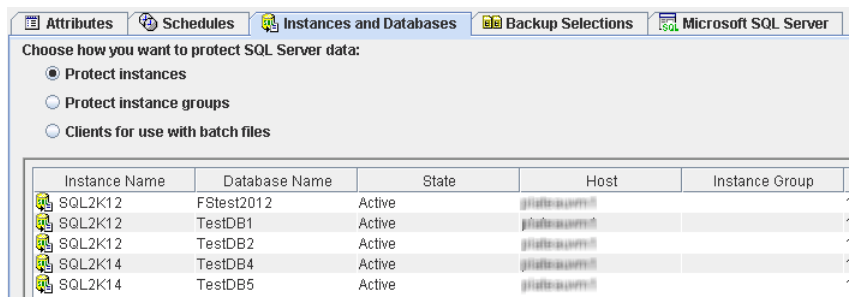 Attributes Schedules Instances and Databases Backup Selections Microsoft SQL Server
Choose how you want to protect SQL Server data:
Protect instances
Protect instance groups
Clients for use with batch files
Instance Name Database Name State Host Instance Group
SQL2K12 FStest2012 Active
SQL2K12 TestDB1 Active
SQL2K12 TestDB2 Active
SQL2K14 TestDB4 Active
SQL2K14 TestDB5 Active